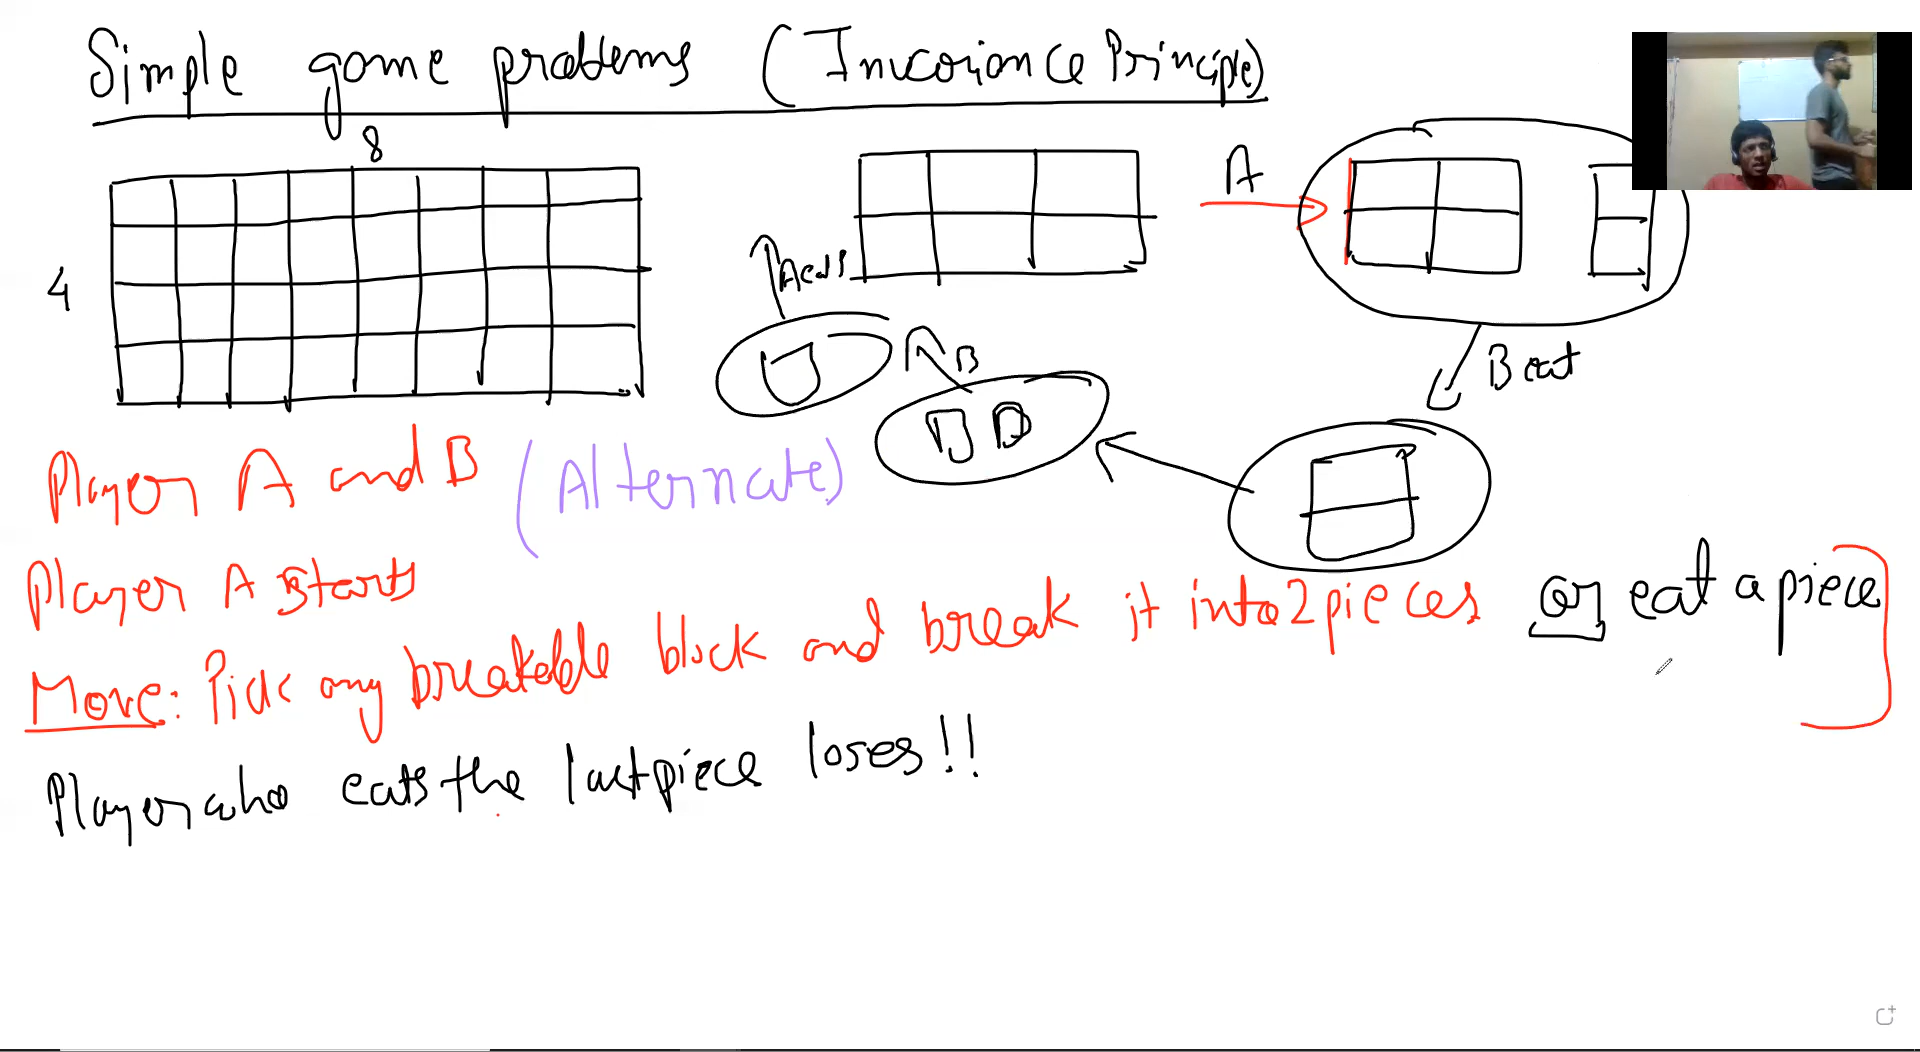 Simple game problems (Invariance Principle)
8
4
A
A eats
B
B eat
Player A and B (Alternate)
Player A starts
Move: Pick any breakable block and break it into 2 pieces or eat a piece
Player who eats the last piece loses!!